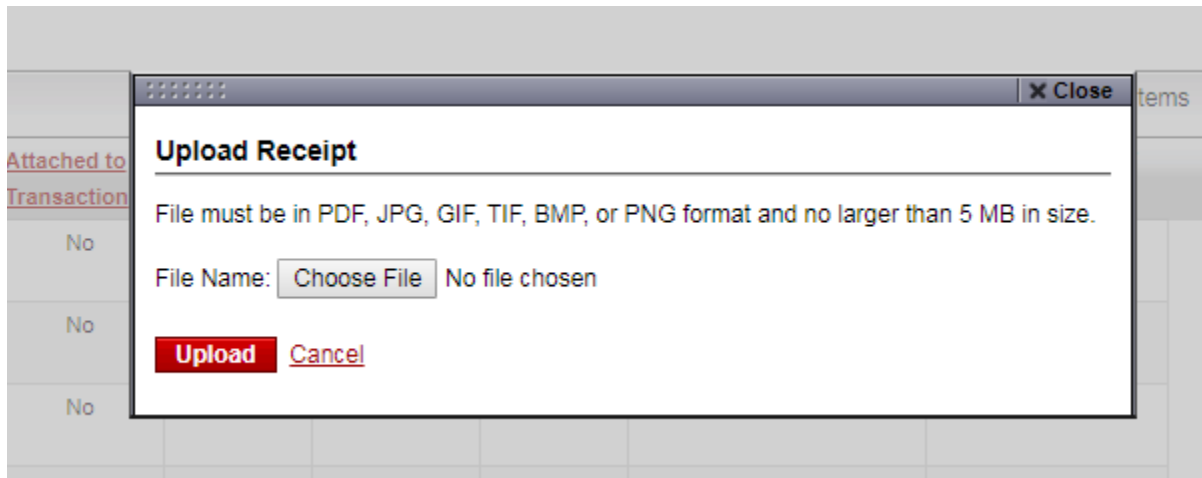 Close
tems
Upload Receipt
Attached to
Transaction
File must be in PDF, JPG, GIF, TIF, BMP, or PNG format and no larger than 5 MB in size.
No
File Name: Choose File No file chosen
No
Upload Cancel
No